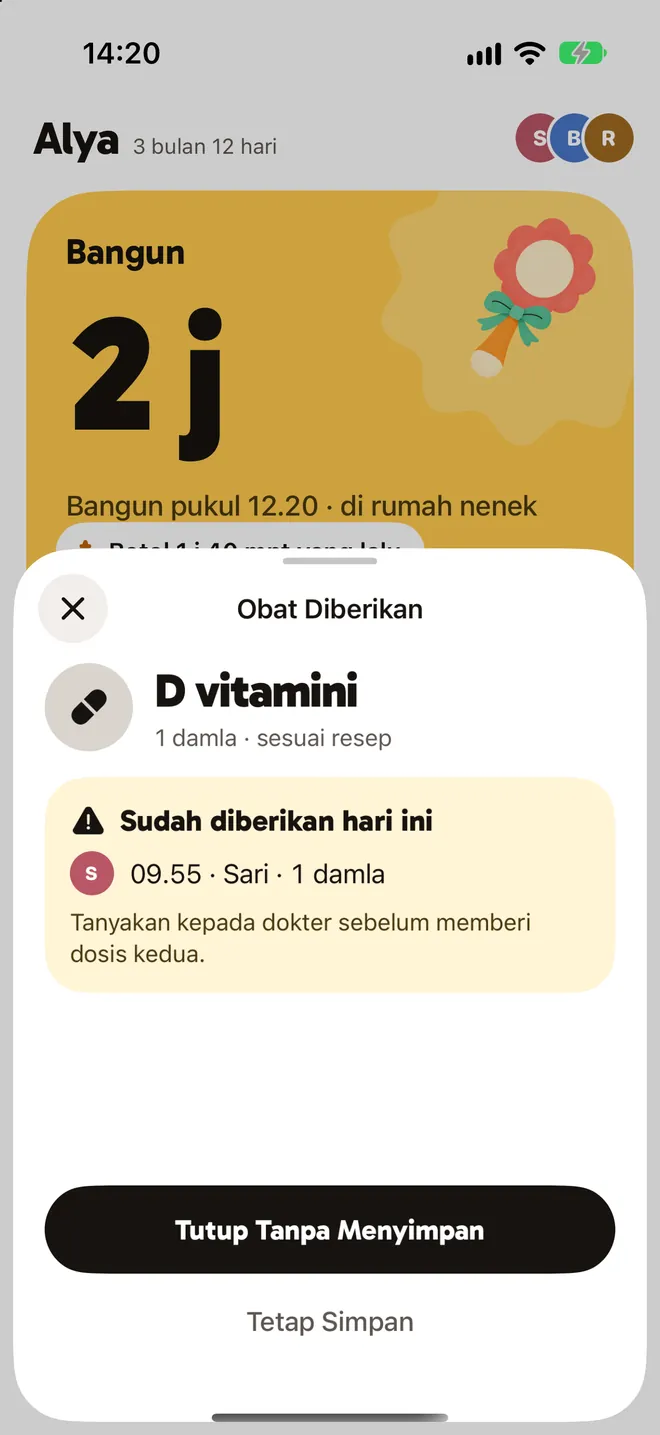 14:20
Alya 3 bulan 12 hari
S B R
Bangun
2 j
Bangun pukul 12.20 · di rumah nenek
Obat Diberikan
D vitamini
1 damla · sesuai resep
Sudah diberikan hari ini
S 09.55 · Sari · 1 damla
Tanyakan kepada dokter sebelum memberi
dosis kedua.
Tutup Tanpa Menyimpan
Tetap Simpan